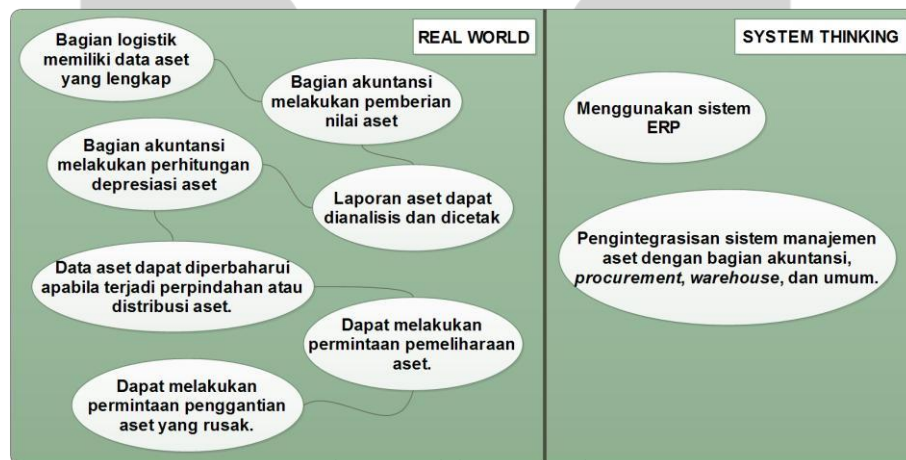 REAL WORLD
Bagian logistik
memiliki data aset
yang lengkap
Bagian akuntansi
melakukan pemberian
nilai aset
Bagian akuntansi
melakukan perhitungan
depresiasi aset
Laporan aset dapat
dianalisis dan dicetak
Data aset dapat diperbaharui
apabila terjadi perpindahan atau
distribusi aset.
Dapat melakukan
permintaan pemeliharaan
aset.
Dapat melakukan
permintaan penggantian
aset yang rusak.
SYSTEM THINKING
Menggunakan sistem
ERP
Pengintegrasisan sistem manajemen
aset dengan bagian akuntansi,
procurement, warehouse, dan umum.